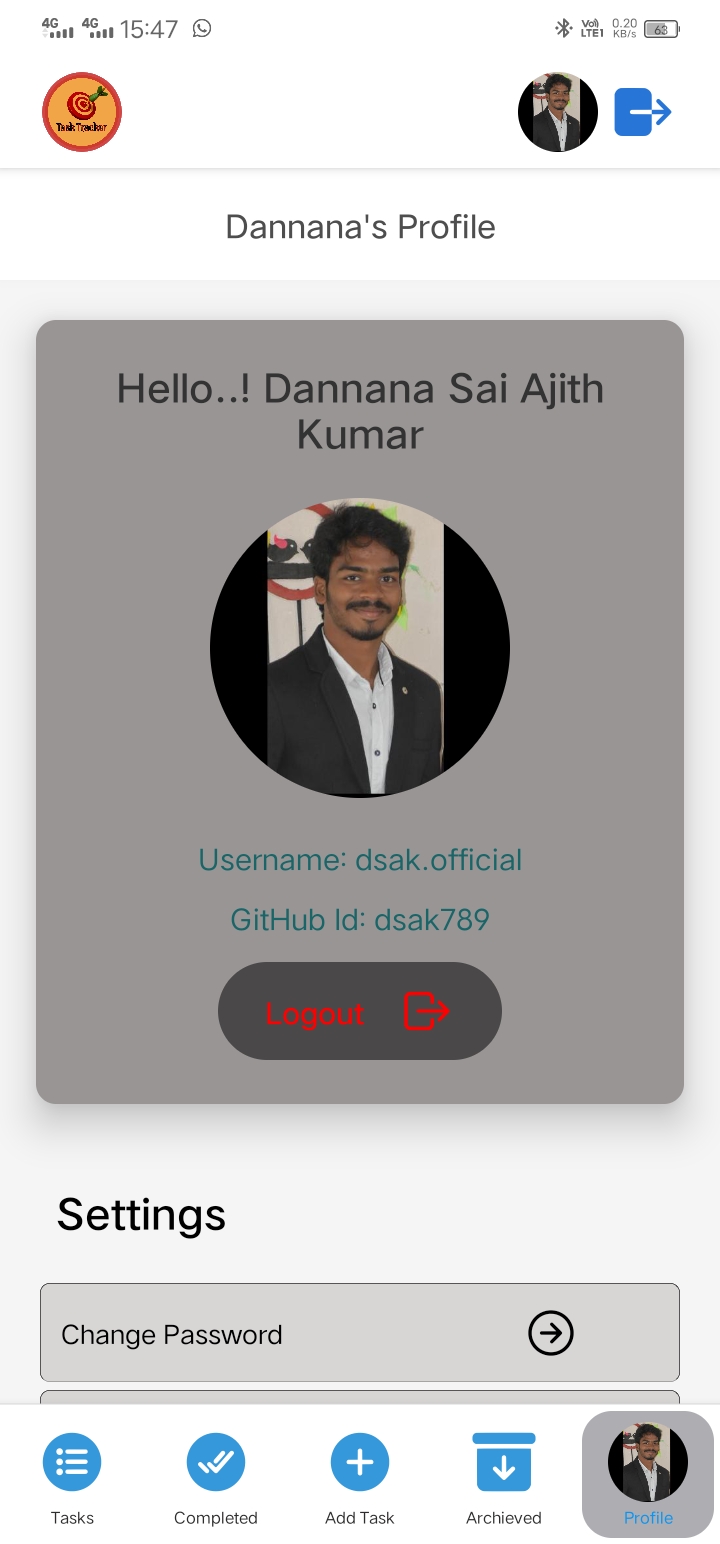 4G 4G 15:47 Vo) LTE1 0.20 KB/s 63
Task Tracker
Dannana's Profile
Hello..! Dannana Sai Ajith
Kumar
Username: dsak.official
GitHub Id: dsak789
Logout
Settings
Change Password
Tasks Completed Add Task Archieved Profile